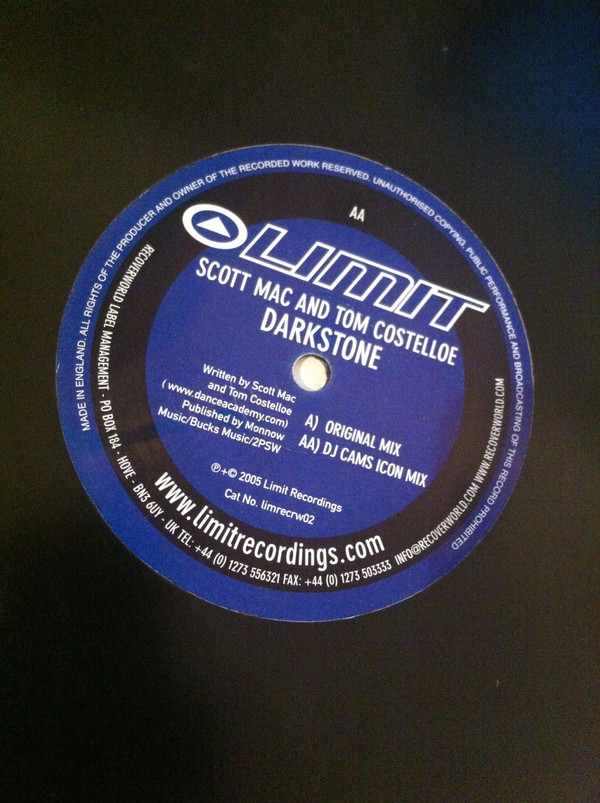 MADE IN ENGLAND. ALL RIGHTS OF THE PRODUCER AND OWNER OF THE RECORDED WORK RESERVED. UNAUTHORISED COPYING, PUBLIC PERFORMANCE AND BROADCASTING OF THIS RECORD PROHIBITED
AA
LIMIT
SCOTT MAC AND TOM COSTELLOE
DARKSTONE
Written by Scott Mac
and Tom Costelloe
(www.danceacademy.com)
Published by Monnow
Music/Bucks Music/2PSW
A) ORIGINAL MIX
AA) DJ CAMS ICON MIX
℗+© 2005 Limit Recordings
Cat No. limrecrw02
www.limitrecordings.com
RECOVERWORLD LABEL MANAGEMENT - PO BOX 184 - HOVE - BN3 6UY - UK TEL: +44 (0) 1273 556321 FAX: +44 (0) 1273 503333 INFO@RECOVERWORLD.COM WWW.RECOVERWORLD.COM